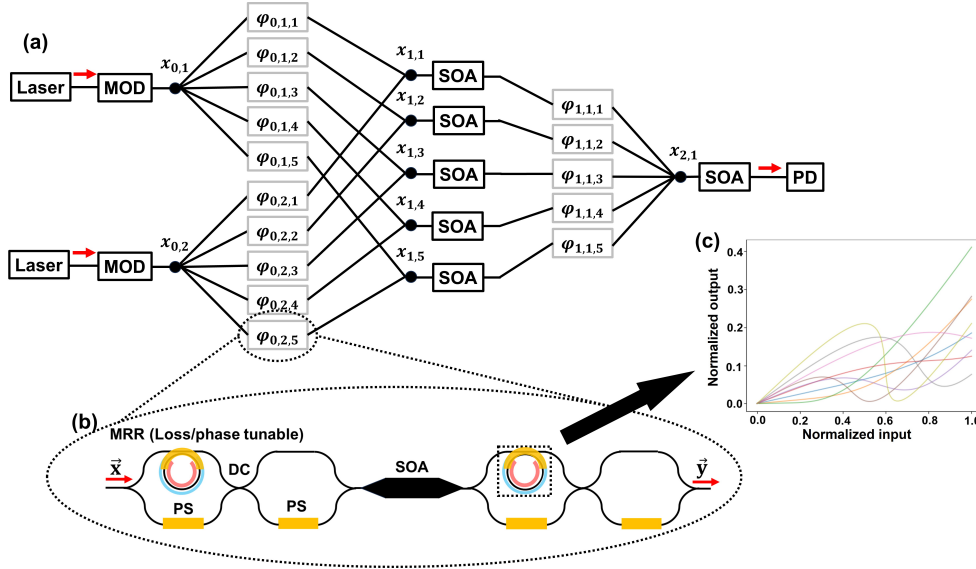 (a)
Laser
MOD
x₀,₁
φ₀,₁,₁
φ₀,₁,₂
φ₀,₁,₃
φ₀,₁,₄
φ₀,₁,₅
Laser
MOD
x₀,₂
φ₀,₂,₁
φ₀,₂,₂
φ₀,₂,₃
φ₀,₂,₄
φ₀,₂,₅
x₁,₁
SOA
x₁,₂
SOA
x₁,₃
SOA
x₁,₄
SOA
x₁,₅
SOA
φ₁,₁,₁
φ₁,₁,₂
φ₁,₁,₃
φ₁,₁,₄
φ₁,₁,₅
x₂,₁
SOA
PD
(b)
MRR (Loss/phase tunable)
x⃗
DC
PS
PS
SOA
y⃗
(c)
Normalized output
0.4
0.3
0.2
0.1
0.0
0.0 0.2 0.4 0.6 0.8 1.0
Normalized input